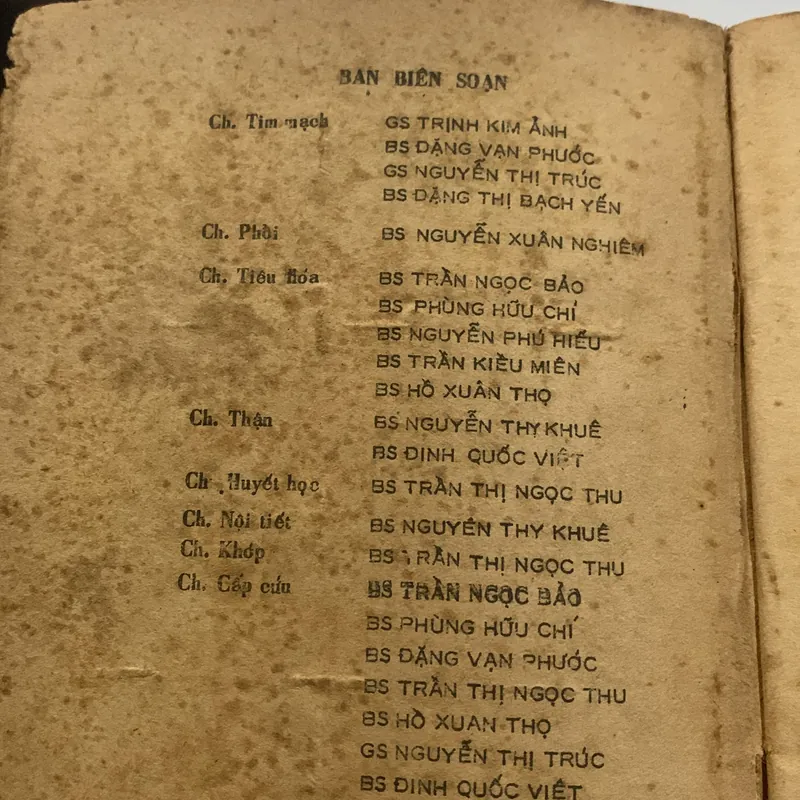 BAN BIÊN SOẠN
Ch. Tim mạch GS TRỊNH KIM ẢNH
BS ĐẶNG VẠN PHƯỚC
GS NGUYỄN THỊ TRÚC
BS ĐẶNG THỊ BẠCH YẾN
Ch. Phồi BS NGUYỄN XUÂN NGHIÊM
Ch. Tiêu Hóa BS TRẦN NGỌC BẢO
BS PHÙNG HỮU CHÍ
BS NGUYỄN PHÚ HIẾU
BS TRẦN KIỀU MIÊN
BS HỒ XUÂN THỌ
Ch. Thận BS NGUYỄN THY KHUÊ
BS ĐINH QUỐC VIỆT
Ch. Huyết học BS TRẦN THỊ NGỌC THU
Ch. Nội tiết BS NGUYÊN THY KHUÊ
Ch. Khớp BS TRẦN THỊ NGỌC THU
Ch. Cấp cứu BS TRẦN NGỌC BẢO
BS PHÙNG HỮU CHÍ
BS ĐẶNG VẠN PHƯỚC
BS TRẦN THỊ NGỌC THU
BS HỒ XUAN THỌ
GS NGUYỄN THỊ TRÚC
BS ĐINH QUỐC VIỆT